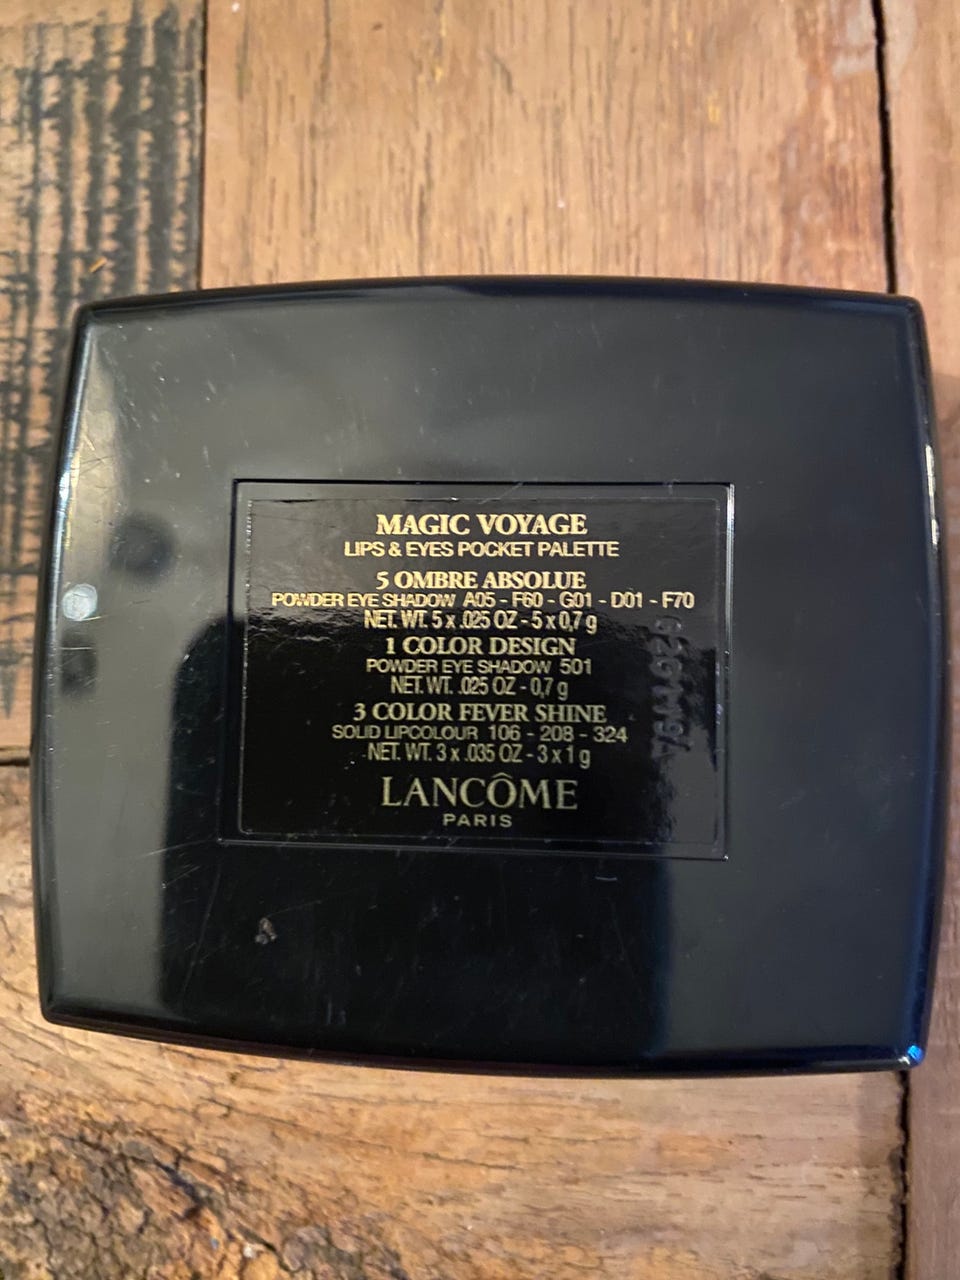 MAGIC VOYAGE
LIPS & EYES POCKET PALETTE
5 OMBRE ABSOLUE
POWDER EYE SHADOW A05 - F60 - G01 - D01 - F70
NET. WT. 5 x .025 OZ - 5 x 0,7 g
1 COLOR DESIGN
POWDER EYE SHADOW 501
NET. WT. .025 OZ - 0,7 g
3 COLOR FEVER SHINE
SOLID LIPCOLOUR 106 - 208 - 324
NET. WT. 3 x .035 OZ - 3 x 1 g
LANCÔME
PARIS